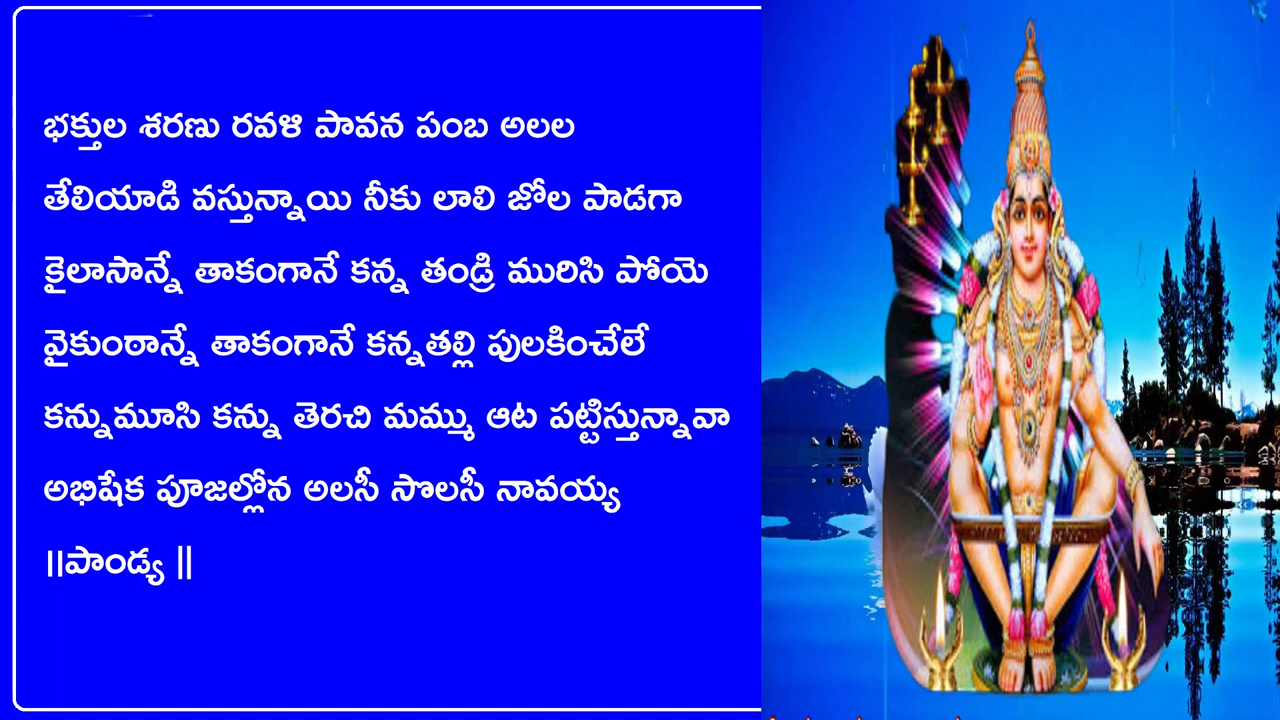 భక్తుల శరణు రవళి పావన పంబ అలల
తేలియాడి వస్తున్నాయి నీకు లాలి జోల పాడగా
కైలాసాన్నే తాకంగానే కన్న తండ్రి మురిసి పోయె
వైకుంఠాన్నే తాకంగానే కన్నతల్లి పులకించేలే
కన్నుమూసి కన్ను తెరచి మమ్ము ఆట పట్టిస్తున్నావా
అభిషేక పూజల్లోన అలసీ సొలసీ నావయ్య
||పాండ్య ||